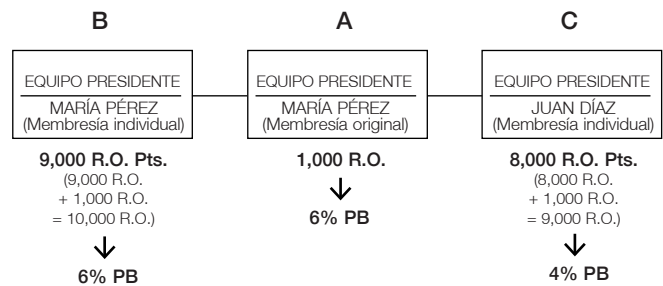 B
EQUIPO PRESIDENTE
MARÍA PÉREZ
(Membresía individual)
9,000 R.O. Pts.
(9,000 R.O.
+ 1,000 R.O.
= 10,000 R.O.)
6% PB
A
EQUIPO PRESIDENTE
MARÍA PÉREZ
(Membresía original)
1,000 R.O.
6% PB
C
EQUIPO PRESIDENTE
JUAN DÍAZ
(Membresía individual)
8,000 R.O. Pts.
(8,000 R.O.
+ 1,000 R.O.
= 9,000 R.O.)
4% PB